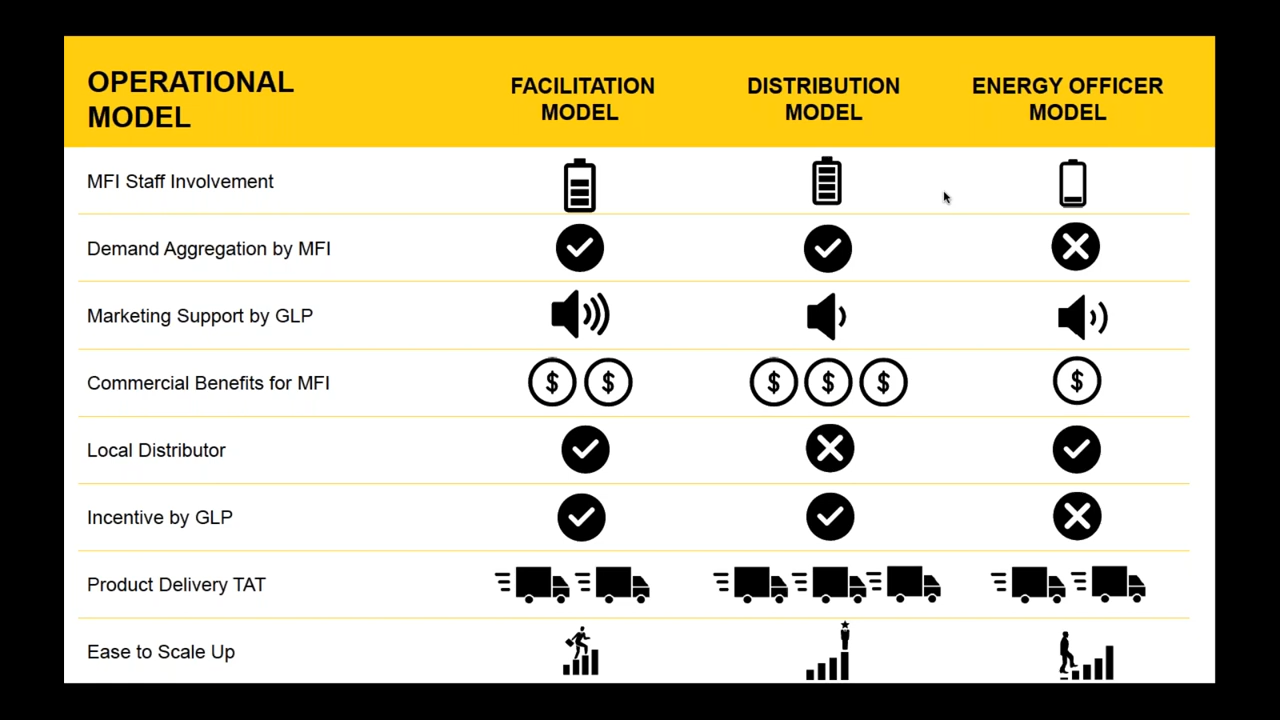 OPERATIONAL
MODEL
FACILITATION
MODEL
DISTRIBUTION
MODEL
ENERGY OFFICER
MODEL
MFI Staff Involvement
Demand Aggregation by MFI
Marketing Support by GLP
Commercial Benefits for MFI
$ $ $ $ $ $
Local Distributor
Incentive by GLP
Product Delivery TAT
Ease to Scale Up